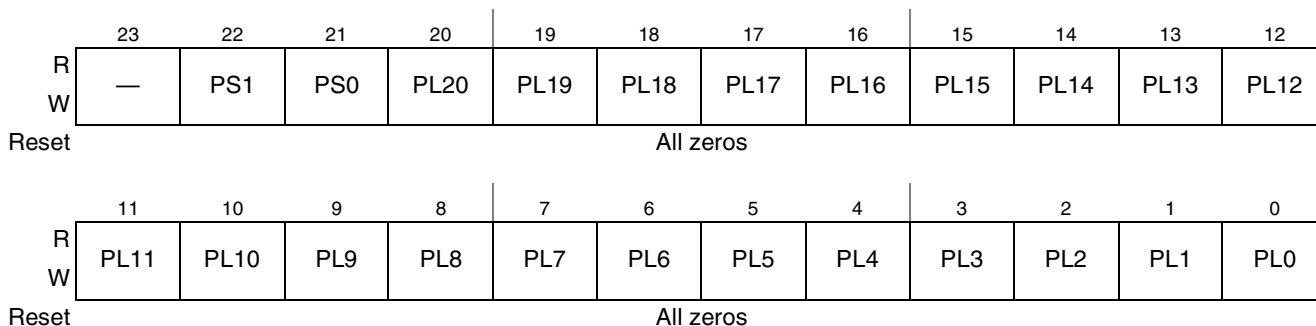 23 22 21 20 19 18 17 16 15 14 13 12
R
W
— PS1 PS0 PL20 PL19 PL18 PL17 PL16 PL15 PL14 PL13 PL12
Reset All zeros
11 10 9 8 7 6 5 4 3 2 1 0
R
W
PL11 PL10 PL9 PL8 PL7 PL6 PL5 PL4 PL3 PL2 PL1 PL0
Reset All zeros